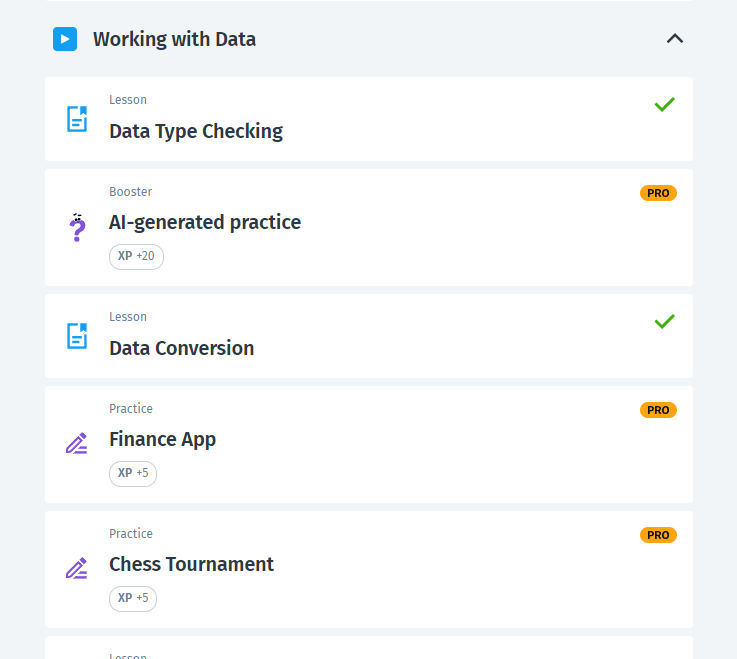 Working with Data
Lesson
Data Type Checking
Booster
PRO
AI-generated practice
XP +20
Lesson
Data Conversion
Practice
PRO
Finance App
XP +5
Practice
PRO
Chess Tournament
XP +5
Lesson